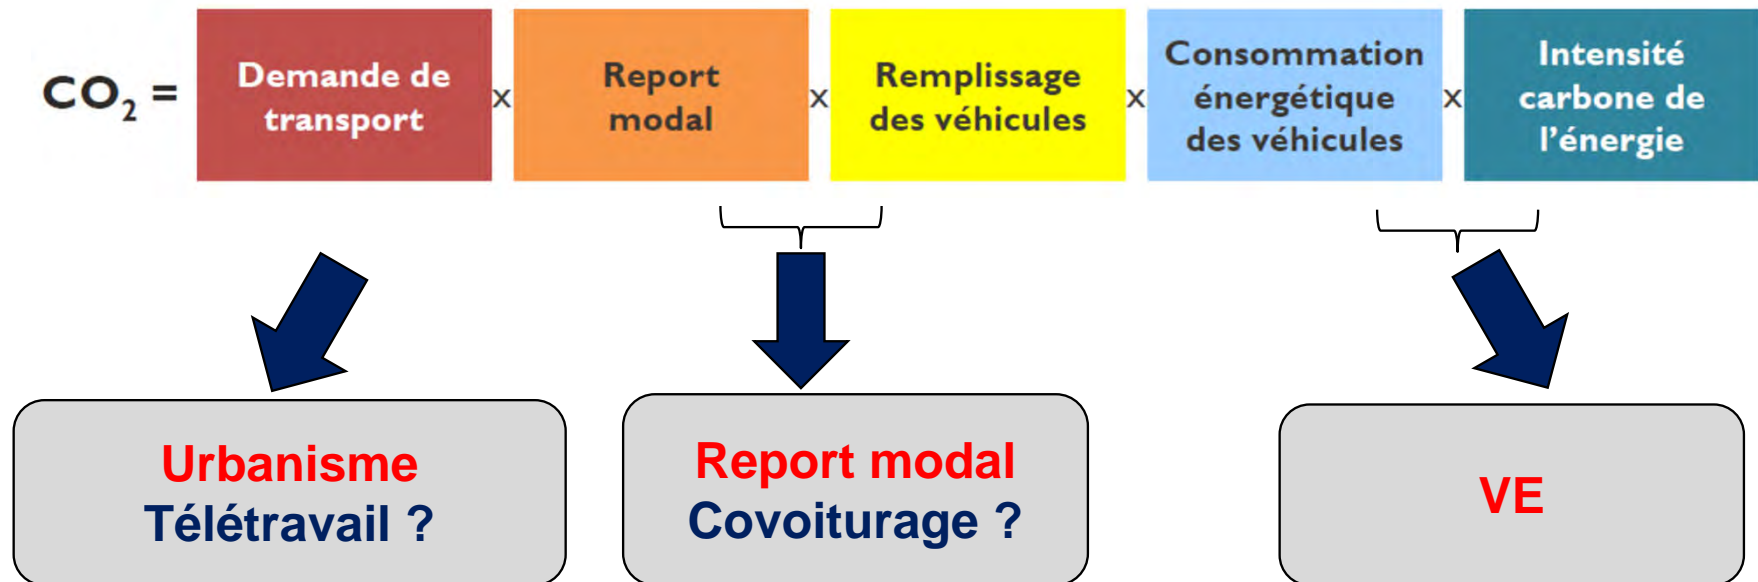 CO₂ =
Demande de
transport
x
Report
modal
x
Remplissage
des véhicules
x
Consommation
énergétique
des véhicules
x
Intensité
carbone de
l'énergie
Urbanisme
Télétravail ?
Report modal
Covoiturage ?
VE